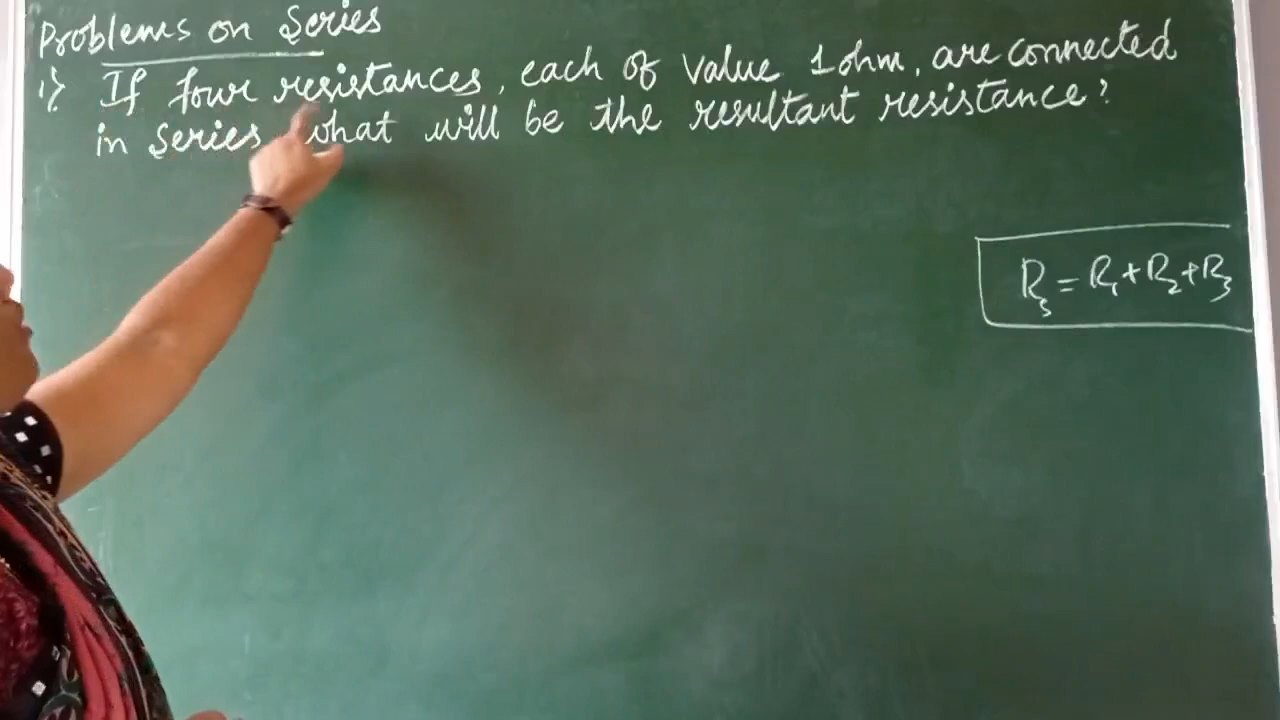 Problems on Series
1) If four resistances, each of value 1 ohm, are connected
in series what will be the resultant resistance?
Rs = R1 + R2 + R3